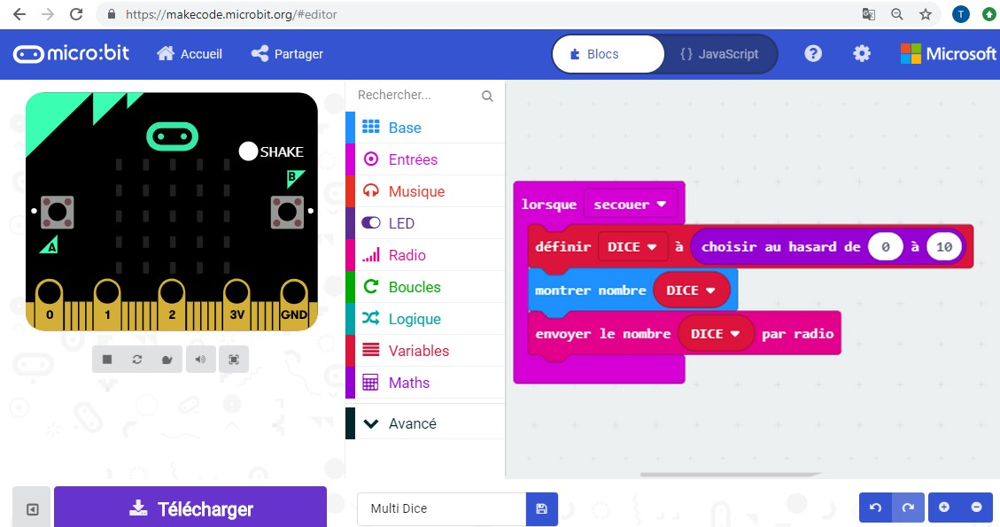 https://makecode.microbit.org/#editor
T
micro:bit
Accueil
Partager
Blocs
{ } JavaScript
?
Microsoft
SHAKE
B
A
0 1 2 3V GND
Rechercher...
Base
Entrées
Musique
LED
Radio
Boucles
Logique
Variables
Maths
Avancé
lorsque secouer
définir DICE à choisir au hasard de 0 à 10
montrer nombre DICE
envoyer le nombre DICE par radio
Télécharger
Multi Dice